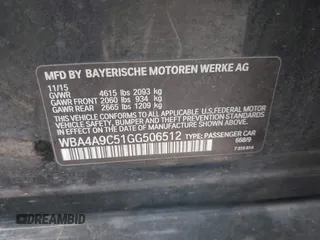 MFD BY BAYERISCHE MOTOREN WERKE AG
11/15
GVWR 4615 lbs 2093 kg
GAWR FRONT 2060 lbs 934 kg
GAWR REAR 2665 lbs 1209 kg
THIS VEHICLE CONFORMS TO ALL APPLICABLE U.S. FEDERAL MOTOR
VEHICLE SAFETY, BUMPER AND THEFT PREVENTION STANDARDS
IN EFFECT ON THE DATE OF MANUFACTURE SHOWN ABOVE.
WBA4A9C51GG506512 TYPE: PASSENGER CAR
668/9
DREAMBID